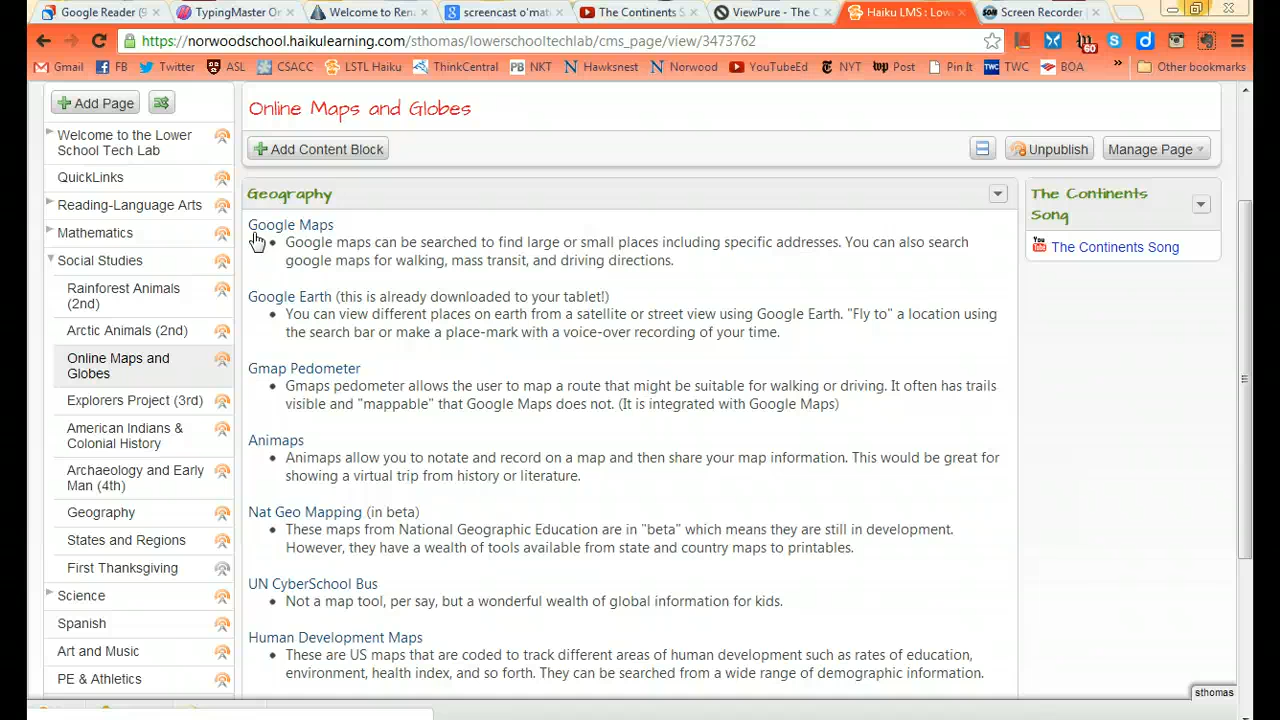 Google Reader (9
TypingMaster On
Welcome to Rena
screencast o'mat
The Continents S
ViewPure - The C
Haiku LMS : Lowe
Screen Recorder
https://norwoodschool.haikulearning.com/sthomas/lowerschooltechlab/cms_page/view/3473762
60
Gmail
FB
Twitter
ASL
CSACC
LSTL Haiku
ThinkCentral
PB NKT
Hawksnest
Norwood
YouTubeEd
NYT
wp Post
Pin It
TWC TWC
BOA
»
Other bookmarks
Add Page
Welcome to the Lower
School Tech Lab
QuickLinks
Reading-Language Arts
Mathematics
Social Studies
Rainforest Animals
(2nd)
Arctic Animals (2nd)
Online Maps and
Globes
Explorers Project (3rd)
American Indians &
Colonial History
Archaeology and Early
Man (4th)
Geography
States and Regions
First Thanksgiving
Science
Spanish
Art and Music
PE & Athletics
Online Maps and Globes
Add Content Block
Unpublish
Manage Page
Geography
Google Maps
• Google maps can be searched to find large or small places including specific addresses. You can also search
google maps for walking, mass transit, and driving directions.
Google Earth (this is already downloaded to your tablet!)
• You can view different places on earth from a satellite or street view using Google Earth. "Fly to" a location using
the search bar or make a place-mark with a voice-over recording of your time.
Gmap Pedometer
• Gmaps pedometer allows the user to map a route that might be suitable for walking or driving. It often has trails
visible and "mappable" that Google Maps does not. (It is integrated with Google Maps)
Animaps
• Animaps allow you to notate and record on a map and then share your map information. This would be great for
showing a virtual trip from history or literature.
Nat Geo Mapping (in beta)
• These maps from National Geographic Education are in "beta" which means they are still in development.
However, they have a wealth of tools available from state and country maps to printables.
UN CyberSchool Bus
• Not a map tool, per say, but a wonderful wealth of global information for kids.
Human Development Maps
• These are US maps that are coded to track different areas of human development such as rates of education,
environment, health index, and so forth. They can be searched from a wide range of demographic information.
The Continents
Song
You Tube The Continents Song
sthomas